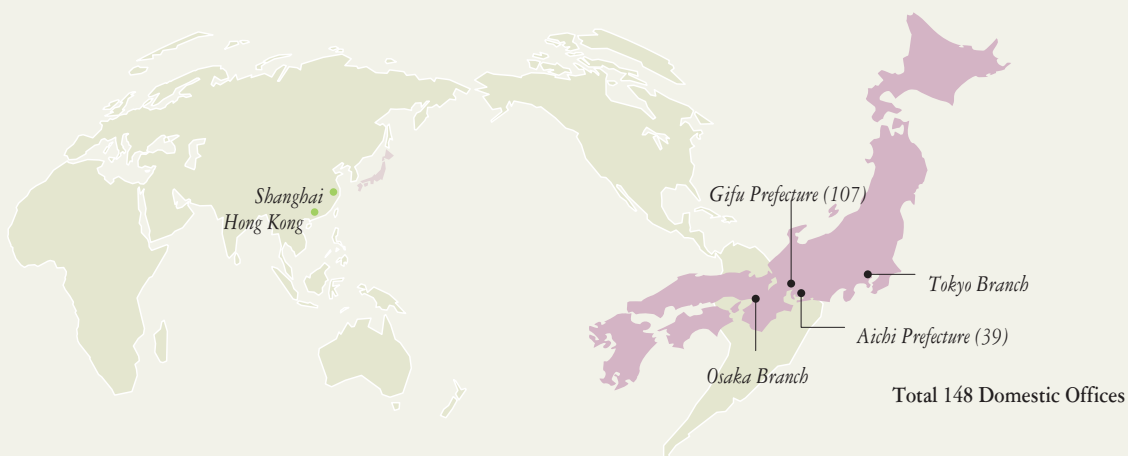 Shanghai
Hong Kong
Gifu Prefecture (107)
Tokyo Branch
Aichi Prefecture (39)
Osaka Branch
Total 148 Domestic Offices